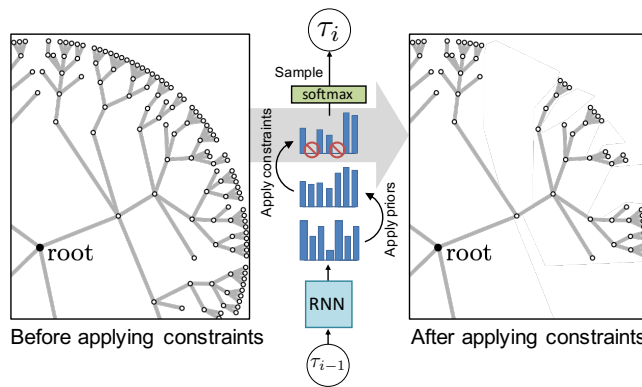 τi
Sample
softmax
Apply constraints
Apply priors
root
root
RNN
Before applying constraints
After applying constraints
τi−1